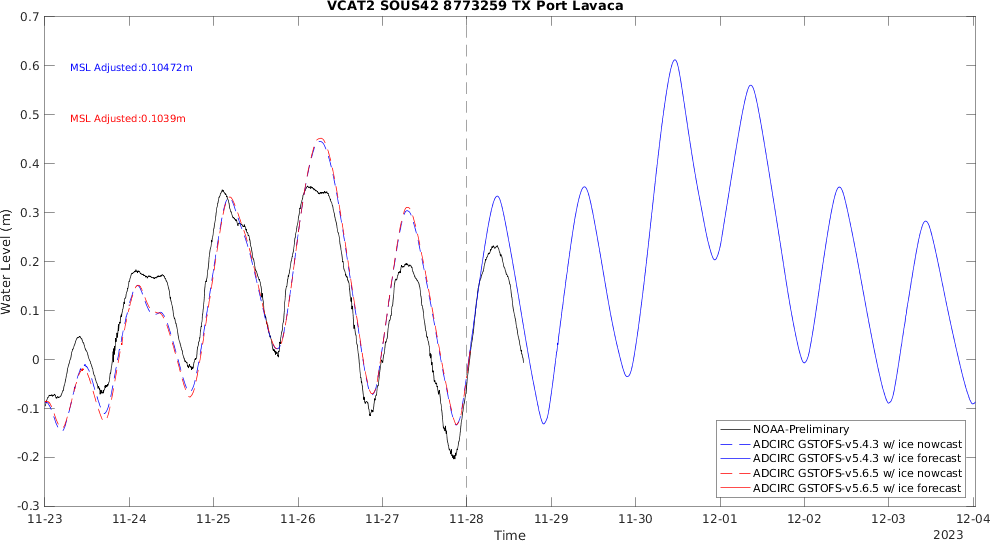 VCAT2 SOUS42 8773259 TX Port Lavaca
0.7
0.6
0.5
0.4
0.3
0.2
0.1
0
-0.1
-0.2
-0.3
Water Level (m)
MSL Adjusted:0.10472m
MSL Adjusted:0.1039m
NOAA-Preliminary
ADCIRC GSTOFS-v5.4.3 w/ ice nowcast
ADCIRC GSTOFS-v5.4.3 w/ ice forecast
ADCIRC GSTOFS-v5.6.5 w/ ice nowcast
ADCIRC GSTOFS-v5.6.5 w/ ice forecast
11-23 11-24 11-25 11-26 11-27 11-28 11-29 11-30 12-01 12-02 12-03 12-04
Time
2023